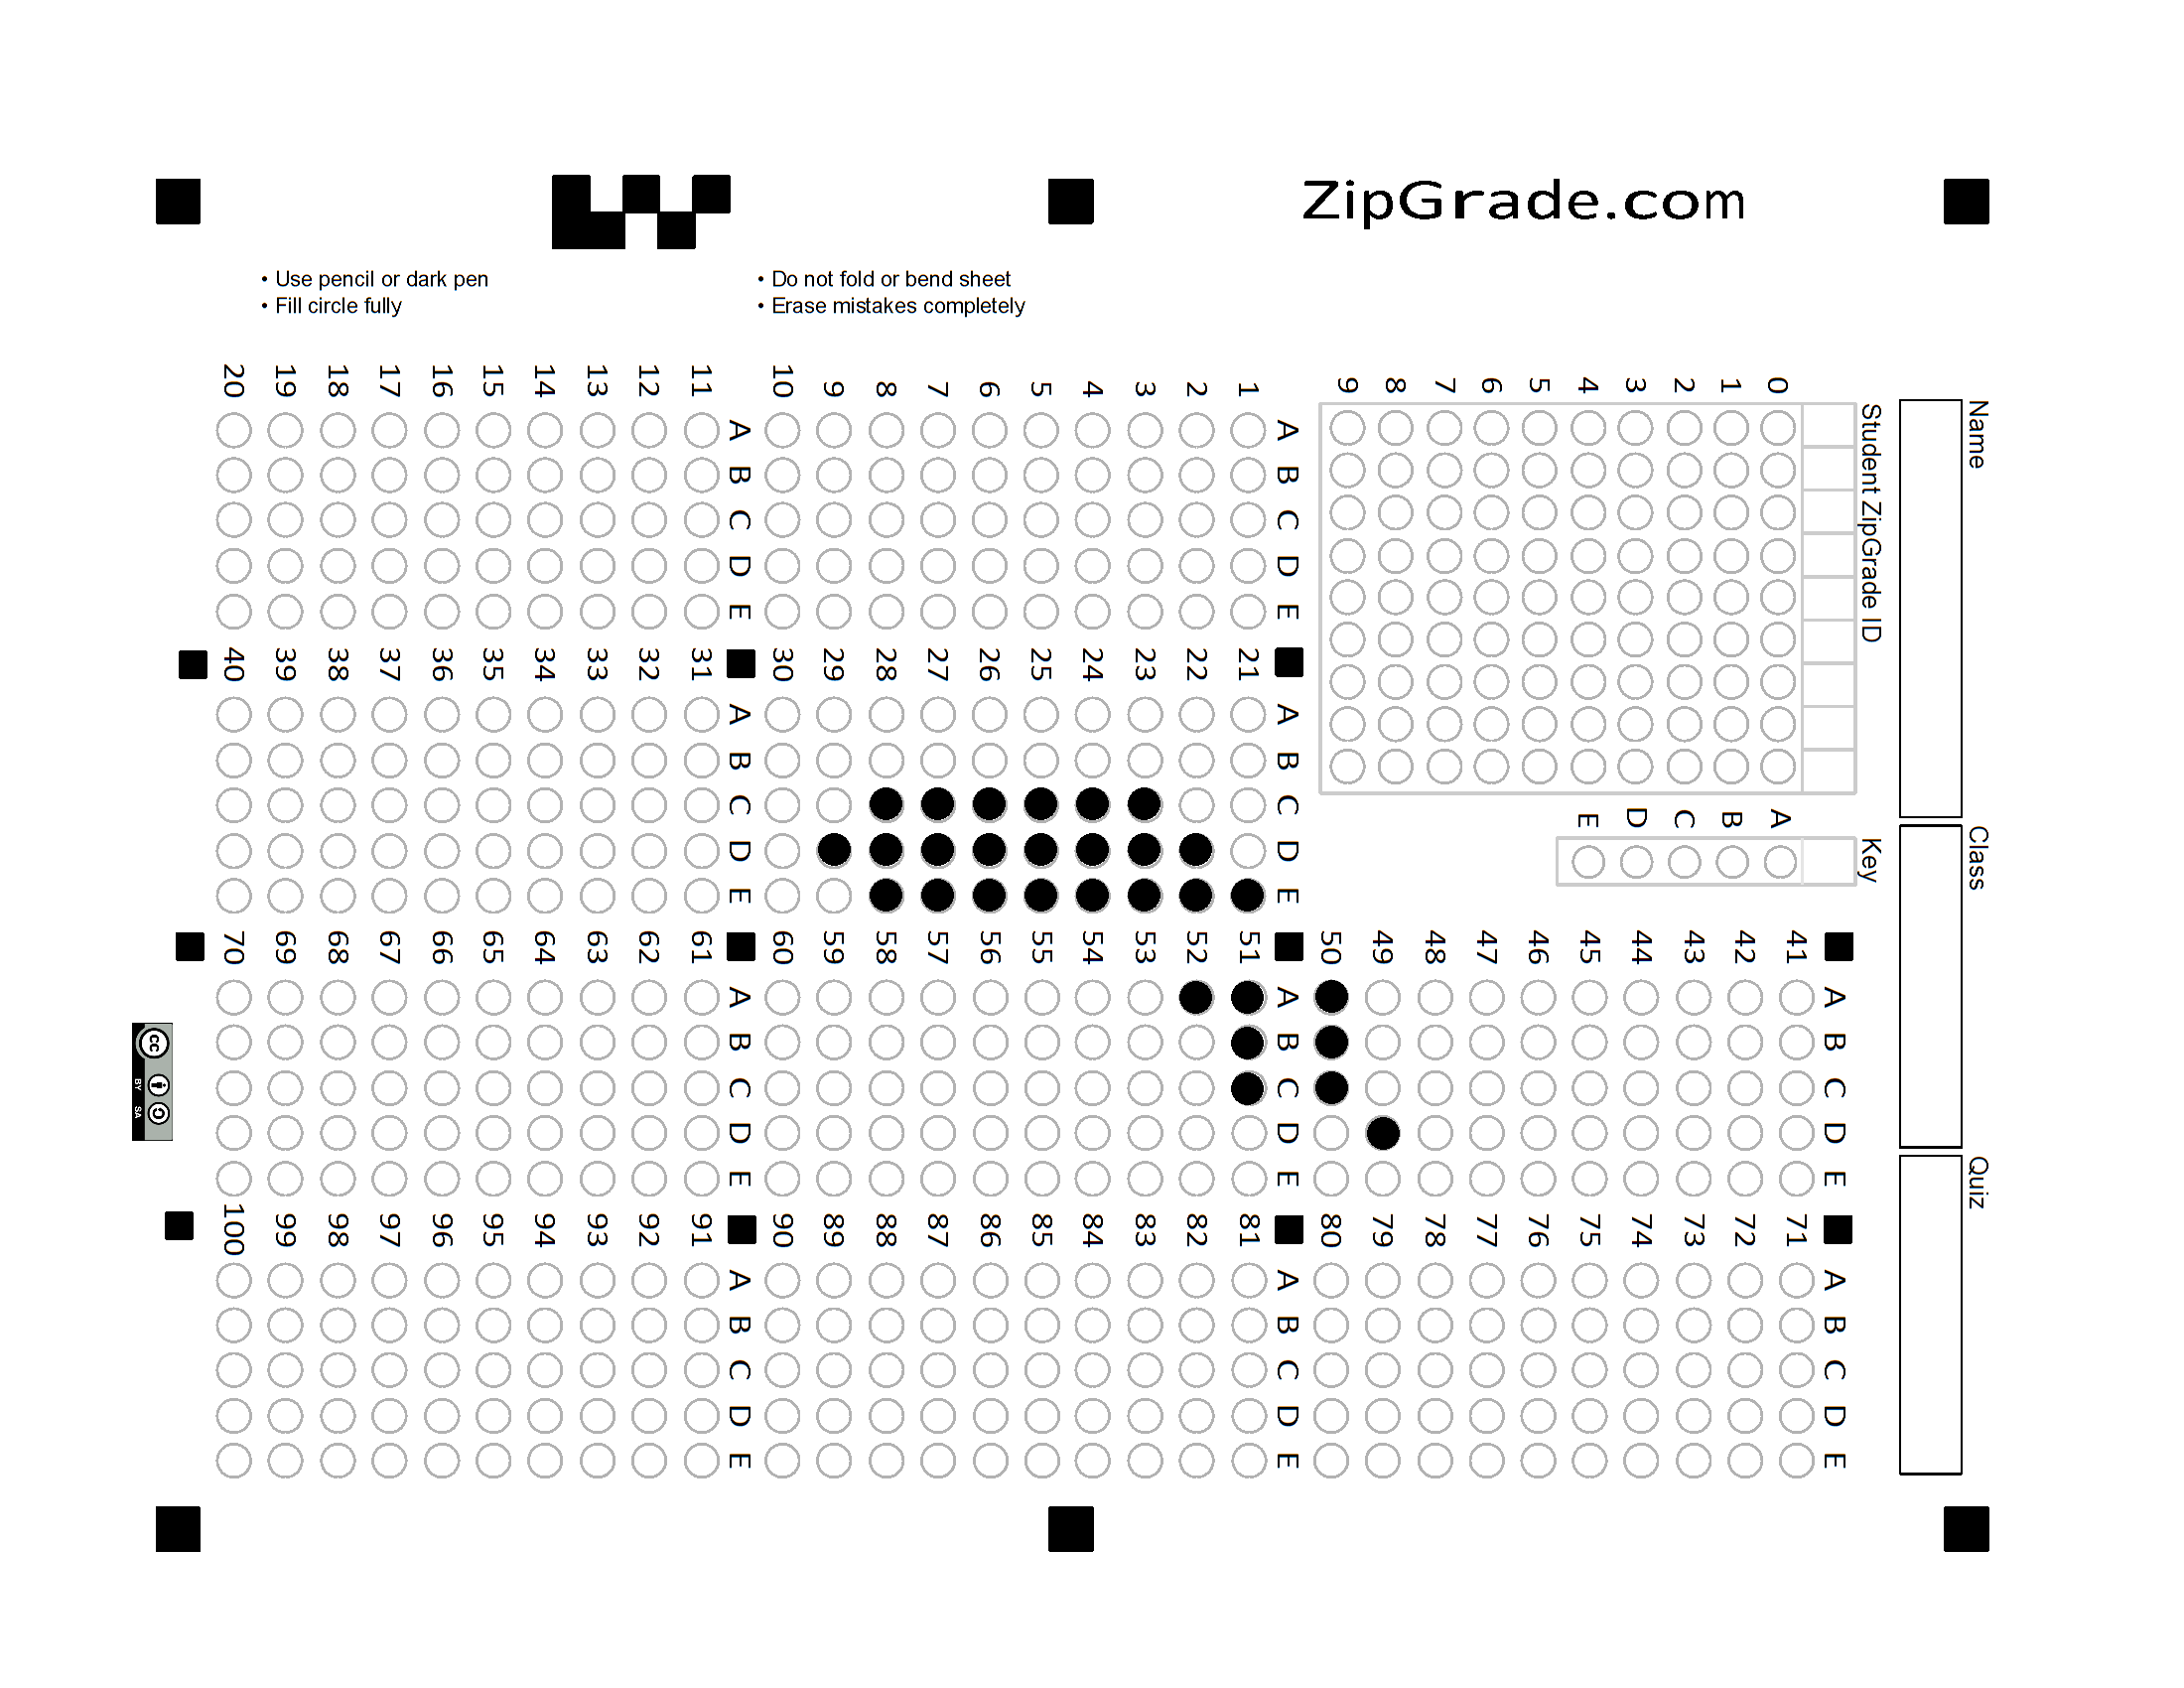 ZipGrade.com
• Use pencil or dark pen
• Fill circle fully
• Do not fold or bend sheet
• Erase mistakes completely
Name
Class
Quiz
Student ZipGrade ID
0 1 2 3 4 5 6 7 8 9
Key
A B C D E
1 2 3 4 5 6 7 8 9 10
A B C D E
11 12 13 14 15 16 17 18 19 20
A B C D E
21 22 23 24 25 26 27 28 29 30
A B C D E
31 32 33 34 35 36 37 38 39 40
A B C D E
41 42 43 44 45 46 47 48 49 50
A B C D E
51 52 53 54 55 56 57 58 59 60
A B C D E
61 62 63 64 65 66 67 68 69 70
A B C D E
71 72 73 74 75 76 77 78 79 80
A B C D E
81 82 83 84 85 86 87 88 89 90
A B C D E
91 92 93 94 95 96 97 98 99 100
A B C D E
cc
BY SA